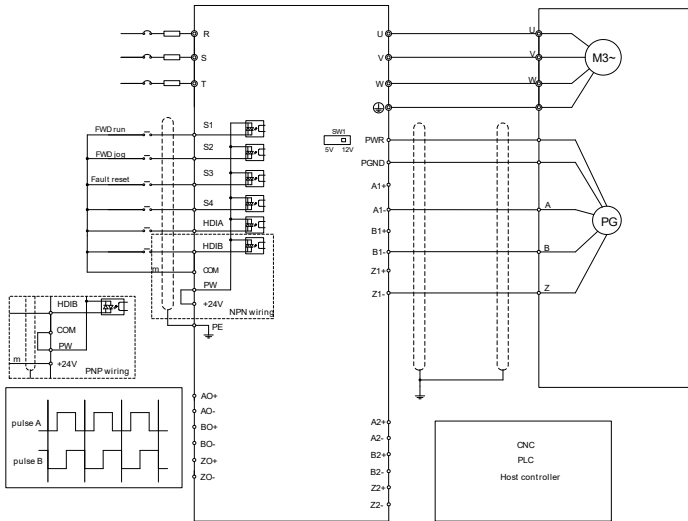 R
S
T
S1
FWD run
S2
FWD jog
S3
Fault reset
S4
HDIA
HDIB
m
COM
PW
+24V
NPN wiring
PE
HDIB
COM
PW
m
+24V
PNP wiring
pulse A
pulse B
AO+
AO-
BO+
BO-
ZO+
ZO-
U
V
W
SW1
5V 12V
PWR
PGND
A1+
A1-
B1+
B1-
Z1+
Z1-
A2+
A2-
B2+
B2-
Z2+
Z2-
U
V
W
M3~
A
B
Z
PG
CNC
PLC
Host controller